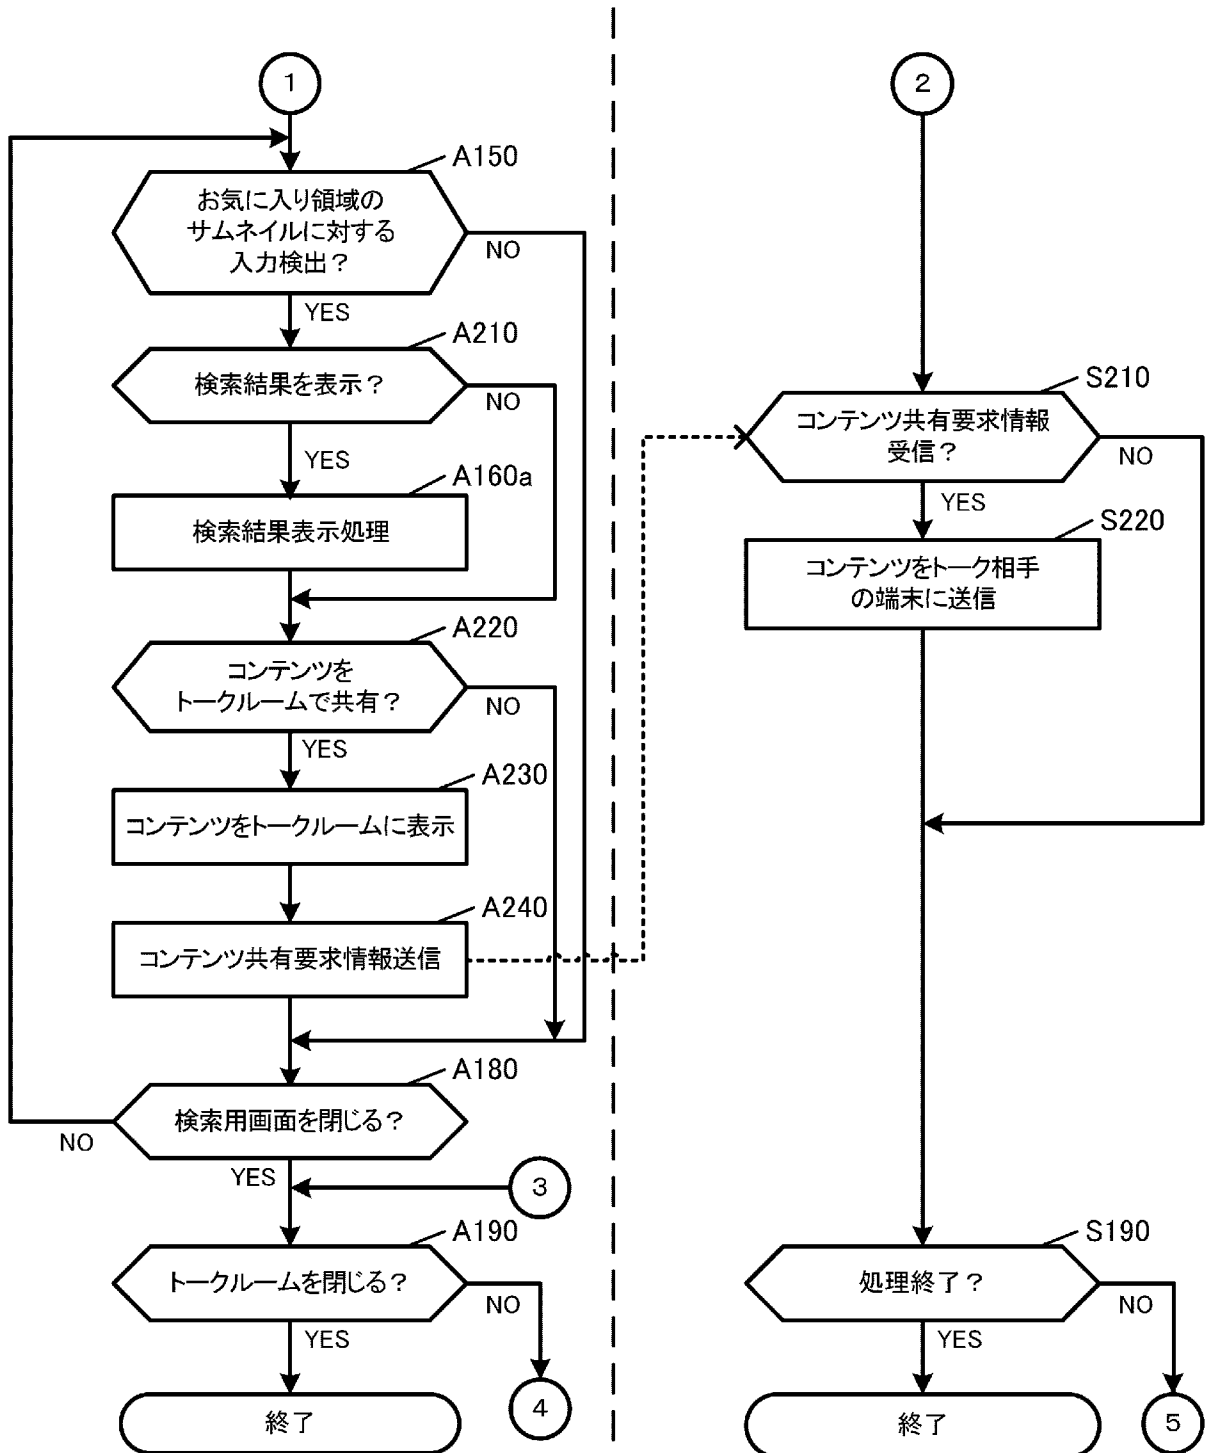 1
A150
お気に入り領域の
サムネイルに対する
入力検出？
NO
YES
A210
検索結果を表示？
NO
YES
A160a
検索結果表示処理
A220
コンテンツを
トークルームで共有？
NO
YES
A230
コンテンツをトークルームに表示
A240
コンテンツ共有要求情報送信
A180
検索用画面を閉じる？
NO
YES
3
A190
トークルームを閉じる？
NO
YES
終了
4
2
S210
コンテンツ共有要求情報
受信？
NO
YES
S220
コンテンツをトーク相手
の端末に送信
S190
処理終了？
NO
YES
終了
5